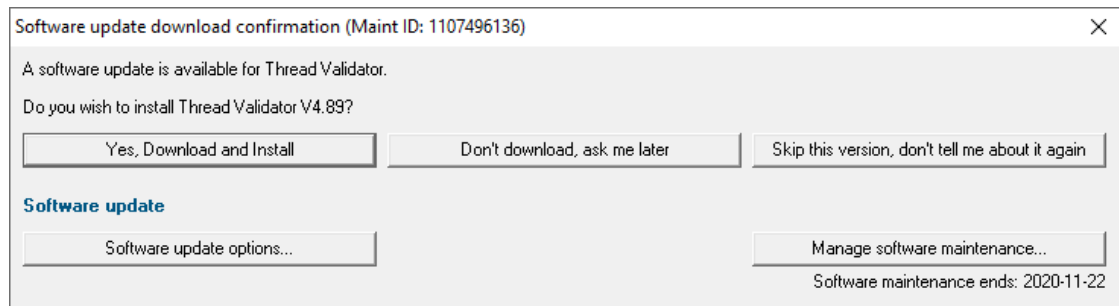 Software update download confirmation (Maint ID: 1107496136)
A software update is available for Thread Validator.
Do you wish to install Thread Validator V4.89?
Yes, Download and Install
Don't download, ask me later
Skip this version, don't tell me about it again
Software update
Software update options...
Manage software maintenance...
Software maintenance ends: 2020-11-22